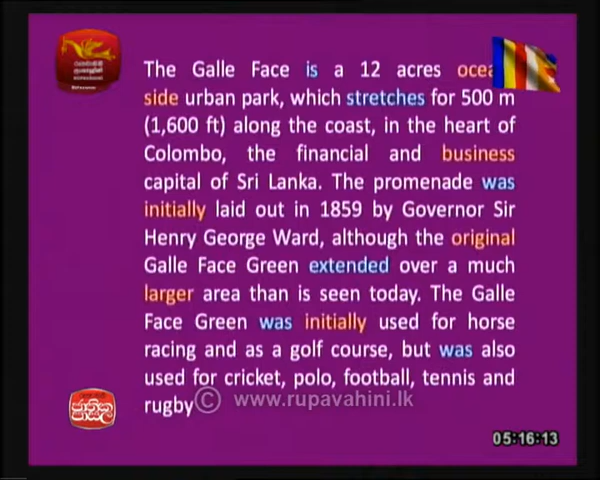 The Galle Face is a 12 acres ocean
side urban park, which stretches for 500 m
(1,600 ft) along the coast, in the heart of
Colombo, the financial and business
capital of Sri Lanka. The promenade was
initially laid out in 1859 by Governor Sir
Henry George Ward, although the original
Galle Face Green extended over a much
larger area than is seen today. The Galle
Face Green was initially used for horse
racing and as a golf course, but was also
used for cricket, polo, football, tennis and
rugby© www.rupavahini.lk
05:16:13